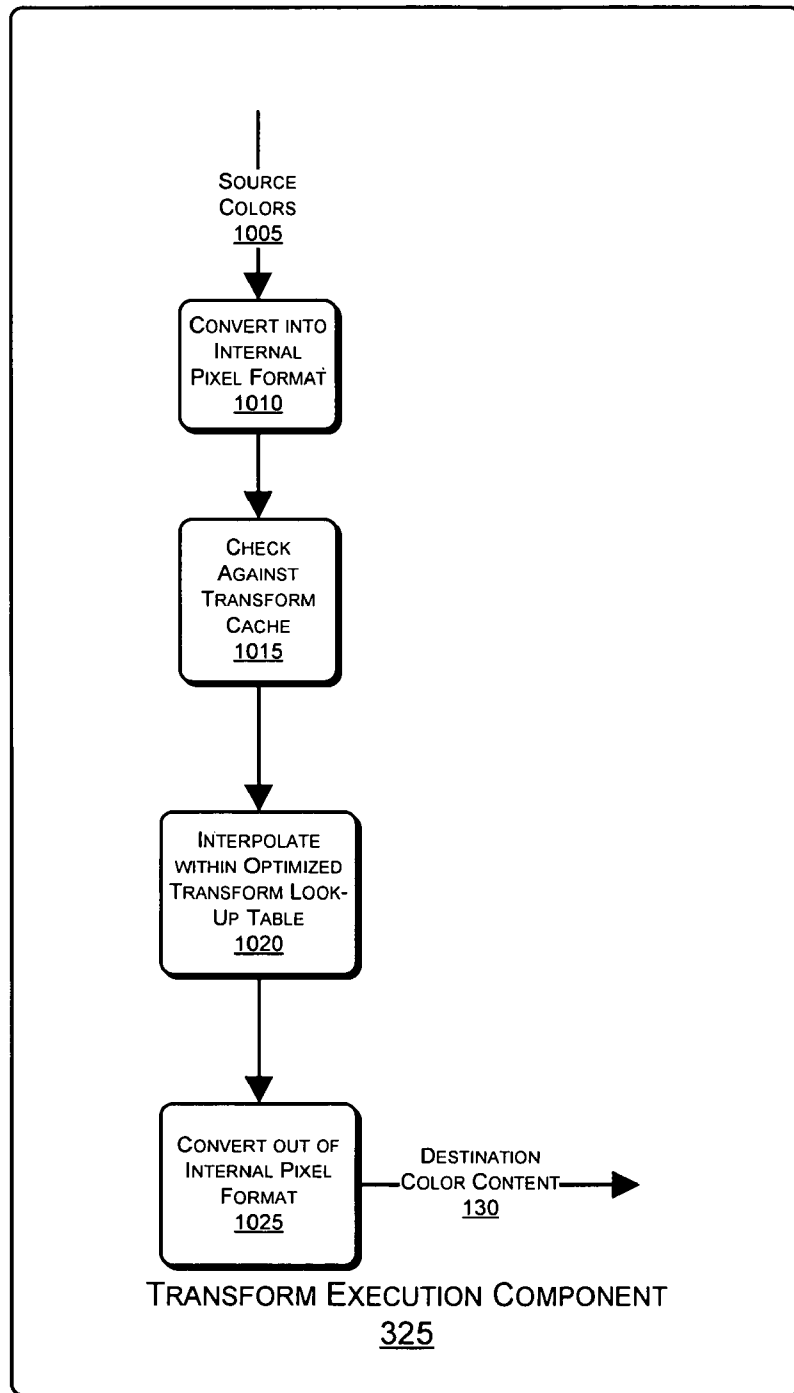 SOURCE
COLORS
1005
CONVERT INTO
INTERNAL
PIXEL FORMAT
1010
CHECK
AGAINST
TRANSFORM
CACHE
1015
INTERPOLATE
WITHIN OPTIMIZED
TRANSFORM LOOK-
UP TABLE
1020
CONVERT OUT OF
INTERNAL PIXEL
FORMAT
1025
DESTINATION
COLOR CONTENT
130
TRANSFORM EXECUTION COMPONENT
325